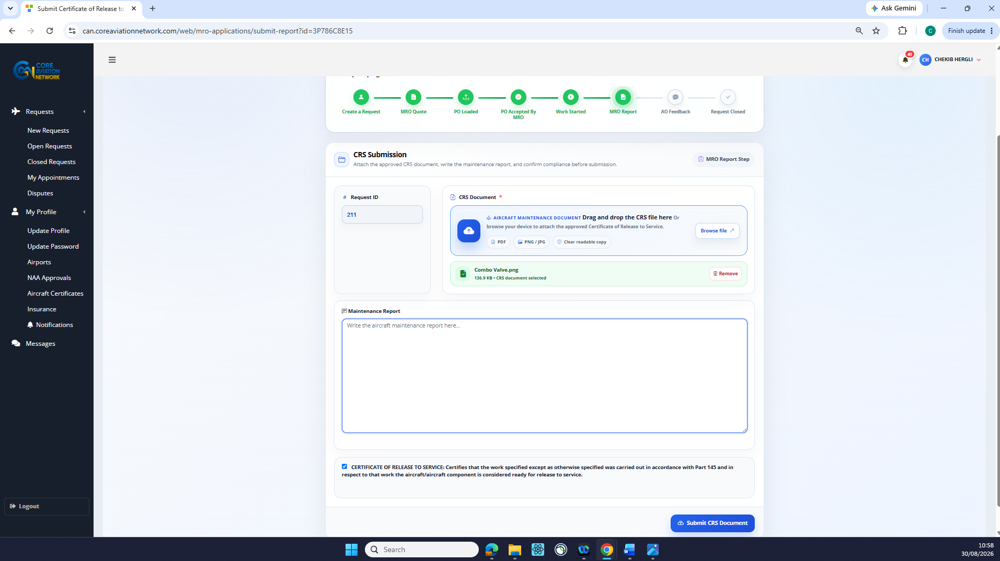 Submit Certificate of Release to
Ask Gemini
can.coreaviationnetwork.com/web/mro-applications/submit-report?id=3P786C8E15
C
Finish update
CORE
AVIATION
NETWORK
41
CH
CHEKIB HERGLI
Requests
New Requests
Open Requests
Closed Requests
My Appointments
Disputes
My Profile
Update Profile
Update Password
Airports
NAA Approvals
Aircraft Certificates
Insurance
Notifications
Messages
Logout
Create a Request
MRO Quote
PO Loaded
PO Accepted By
MRO
Work Started
MRO Report
AO Feedback
Request Closed
CRS Submission
Attach the approved CRS document, write the maintenance report, and confirm compliance before submission.
MRO Report Step
# Request ID
211
CRS Document *
AIRCRAFT MAINTENANCE DOCUMENT Drag and drop the CRS file here Or
browse your device to attach the approved Certificate of Release to Service.
PDF
PNG / JPG
Clear readable copy
Browse file
Combo Valve.png
136.9 KB • CRS document selected
Remove
Maintenance Report
Write the aircraft maintenance report here...
CERTIFICATE OF RELEASE TO SERVICE: Certifies that the work specified except as otherwise specified was carried out in accordance with Part 145 and in
respect to that work the aircraft/aircraft component is considered ready for release to service.
Submit CRS Document
Search
10:58
30/08/2026